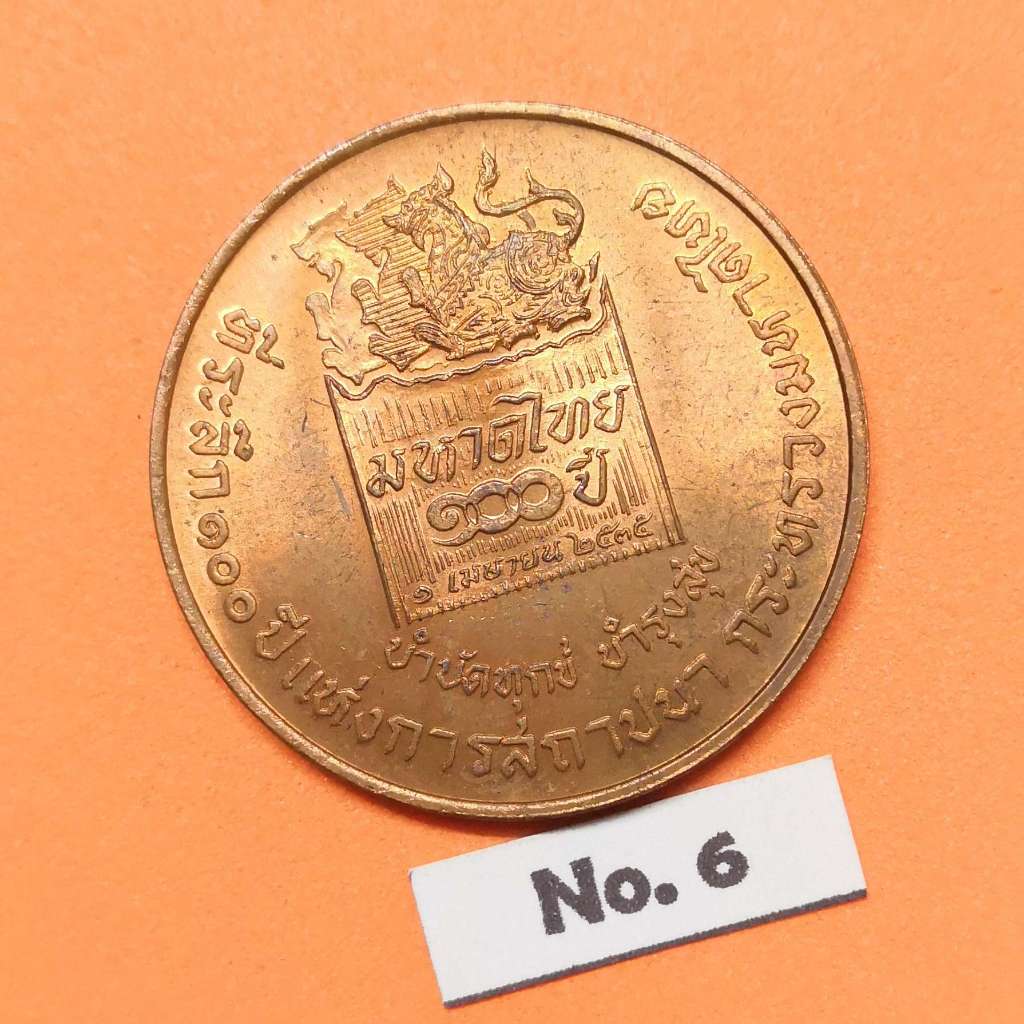 มหาดไทย
๑๐๐ ปี
๑ เมษายน ๒๕๓๕
บำบัดทุกข์ บำรุงสุข
ที่ระลึก ๑๐๐ ปี แห่งการสถาปนา กระทรวงมหาดไทย
No. 6